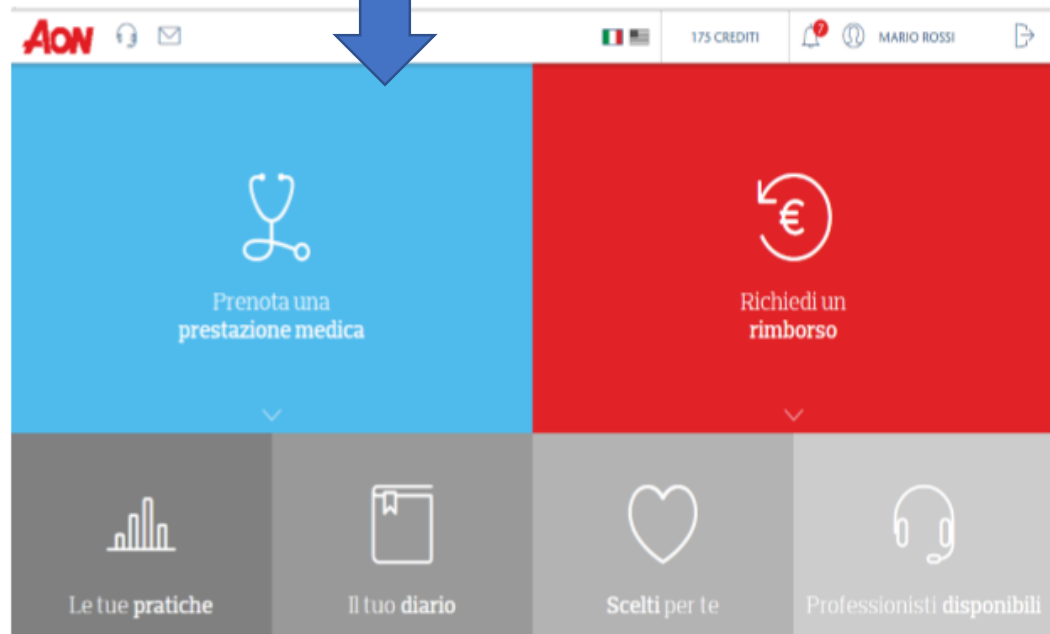 AON
175 CREDITI
7
MARIO ROSSI
Prenota una
prestazione medica
€
Richiedi un
rimborso
Le tue pratiche
Il tuo diario
Scelti per te
Professionisti disponibili